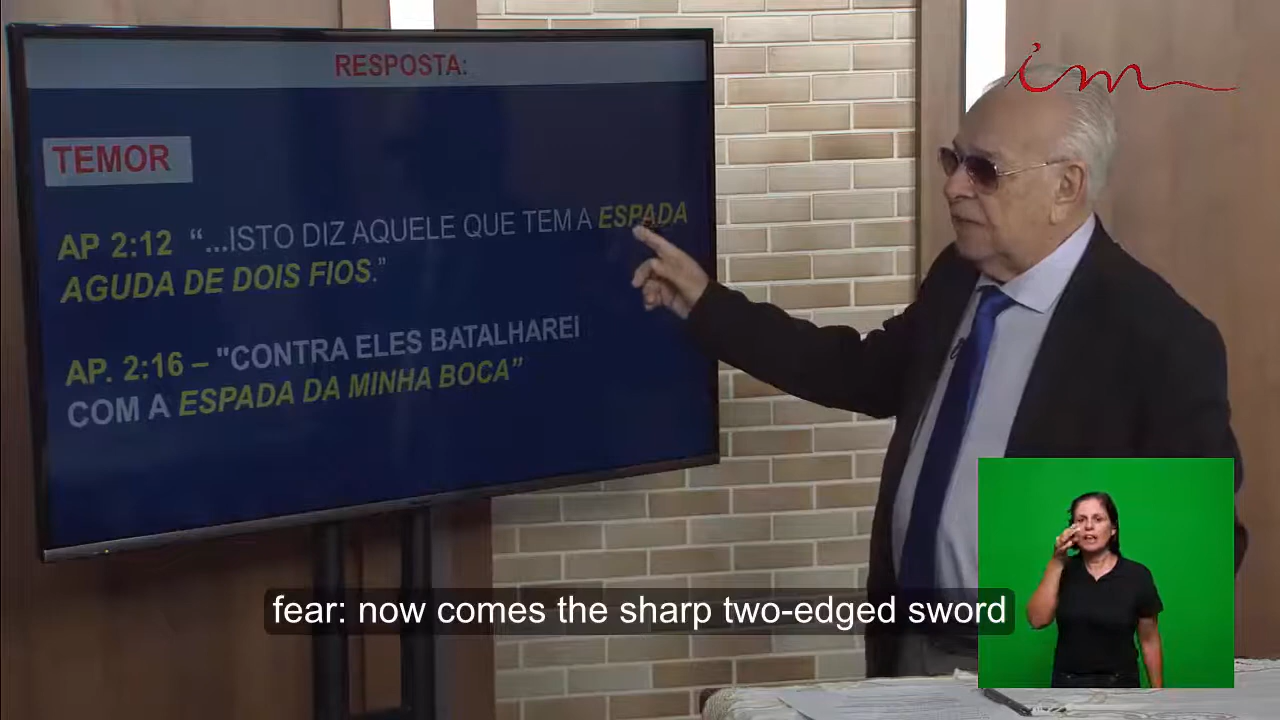 RESPOSTA:
im
TEMOR
AP 2:12 “...ISTO DIZ AQUELE QUE TEM A ESPADA
AGUDA DE DOIS FIOS.”
AP. 2:16 – "CONTRA ELES BATALHAREI
COM A ESPADA DA MINHA BOCA”
fear: now comes the sharp two-edged sword